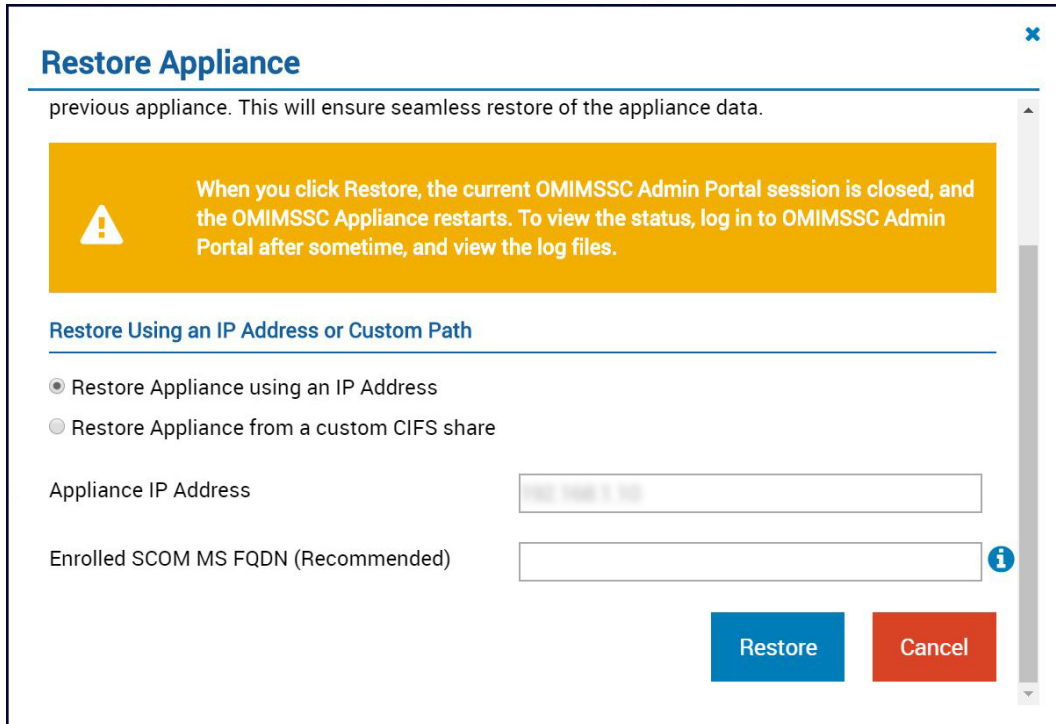 Restore Appliance
previous appliance. This will ensure seamless restore of the appliance data.
When you click Restore, the current OMIMSSC Admin Portal session is closed, and
the OMIMSSC Appliance restarts. To view the status, log in to OMIMSSC Admin
Portal after sometime, and view the log files.
Restore Using an IP Address or Custom Path
Restore Appliance using an IP Address
Restore Appliance from a custom CIFS share
Appliance IP Address
Enrolled SCOM MS FQDN (Recommended)
Restore
Cancel